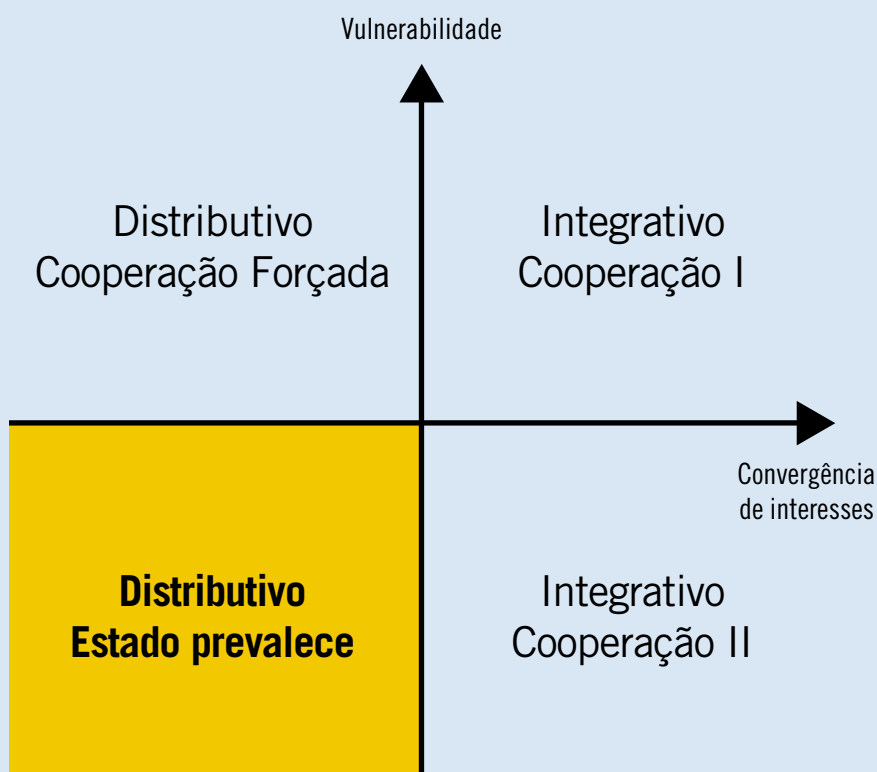 Vulnerabilidade
Distributivo
Cooperação Forçada
Integrativo
Cooperação I
Convergência
de interesses
Distributivo
Estado prevalece
Integrativo
Cooperação II